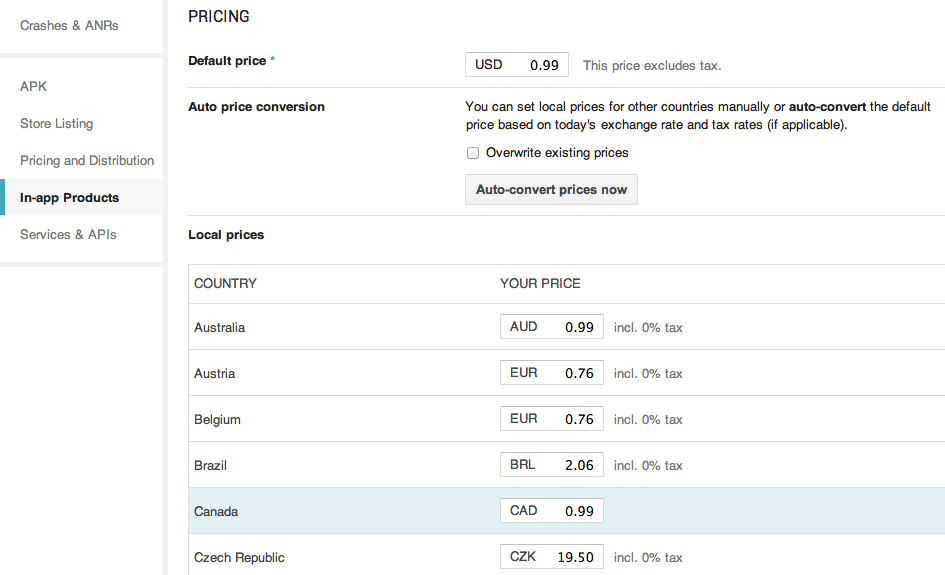 Crashes & ANRs
APK
Store Listing
Pricing and Distribution
In-app Products
Services & APIs
PRICING
Default price *
USD 0.99 This price excludes tax.
Auto price conversion
You can set local prices for other countries manually or auto-convert the default
price based on today's exchange rate and tax rates (if applicable).
Overwrite existing prices
Auto-convert prices now
Local prices
COUNTRY YOUR PRICE
Australia AUD 0.99 incl. 0% tax
Austria EUR 0.76 incl. 0% tax
Belgium EUR 0.76 incl. 0% tax
Brazil BRL 2.06 incl. 0% tax
Canada CAD 0.99
Czech Republic CZK 19.50 incl. 0% tax